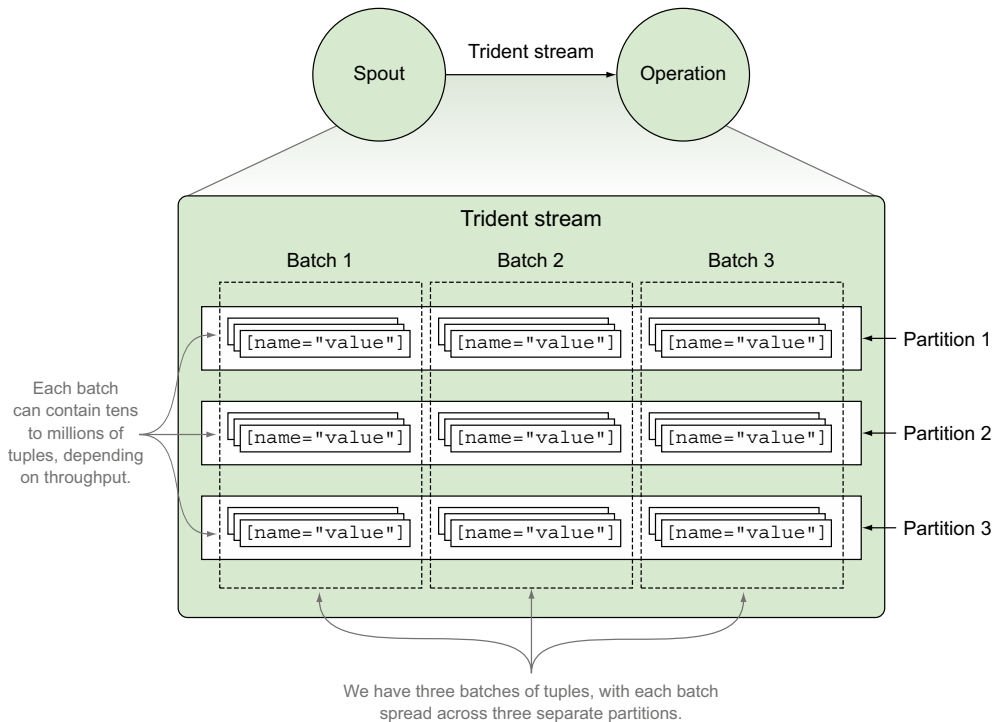 Trident stream
Spout
Operation
Trident stream
Batch 1
Batch 2
Batch 3
[name="value"]
[name="value"]
[name="value"]
Partition 1
Each batch
can contain tens
to millions of
tuples, depending
on throughput.
[name="value"]
[name="value"]
[name="value"]
Partition 2
[name="value"]
[name="value"]
[name="value"]
Partition 3
We have three batches of tuples, with each batch
spread across three separate partitions.